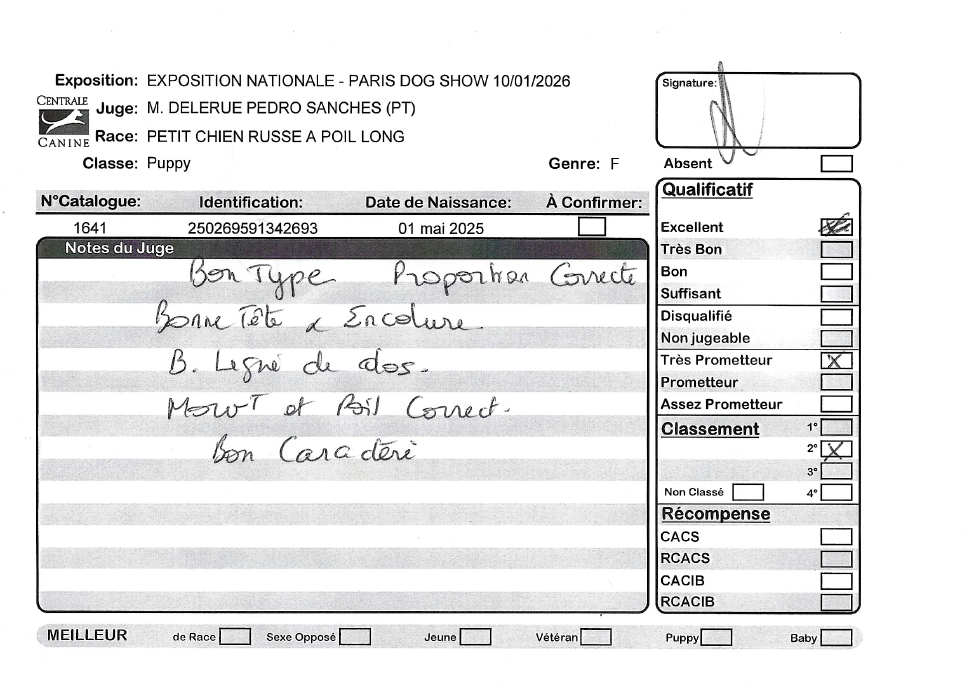 Exposition: EXPOSITION NATIONALE - PARIS DOG SHOW 10/01/2026
CENTRALE CANINE
Juge: M. DELERUE PEDRO SANCHES (PT)
Race: PETIT CHIEN RUSSE A POIL LONG
Classe: Puppy Genre: F
Signature:
Absent
N°Catalogue: Identification: Date de Naissance: À Confirmer:
1641 250269591342693 01 mai 2025
Notes du Juge
Bon Type Proportion Correcte
Bonne Tête & Encolure
B. Ligne de dos.
Mouvt et Poil Correct.
Bon Caractère
Qualificatif
Excellent
Très Bon
Bon
Suffisant
Disqualifié
Non jugeable
Très Prometteur X
Prometteur
Assez Prometteur
Classement 1°
2° X
3°
Non Classé 4°
Récompense
CACS
RCACS
CACIB
RCACIB
MEILLEUR de Race Sexe Opposé Jeune Vétéran Puppy Baby